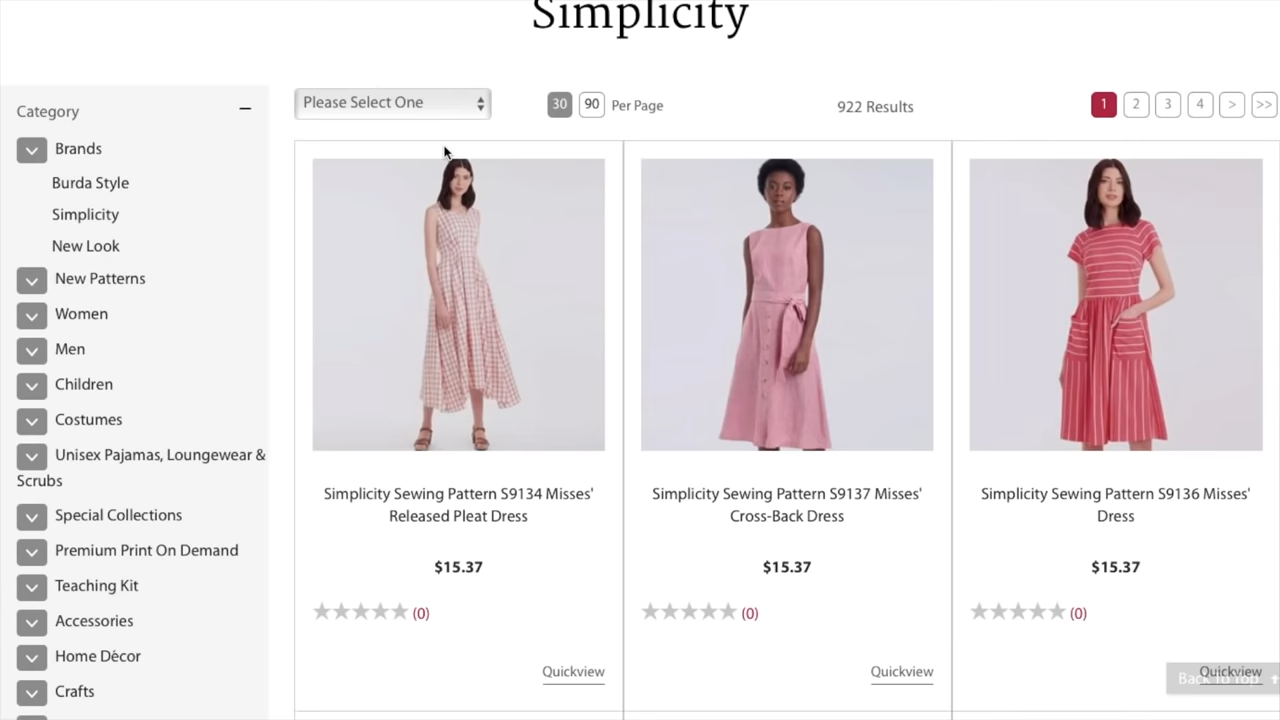 Simplicity
Category
Brands
Burda Style
Simplicity
New Look
New Patterns
Women
Men
Children
Costumes
Unisex Pajamas, Loungewear &
Scrubs
Special Collections
Premium Print On Demand
Teaching Kit
Accessories
Home Décor
Crafts
Please Select One
30 90 Per Page
922 Results
1 2 3 4 > >>
Simplicity Sewing Pattern S9134 Misses'
Released Pleat Dress
$15.37
(0)
Quickview
Simplicity Sewing Pattern S9137 Misses'
Cross-Back Dress
$15.37
(0)
Quickview
Simplicity Sewing Pattern S9136 Misses'
Dress
$15.37
(0)
Quickview
Back To Top